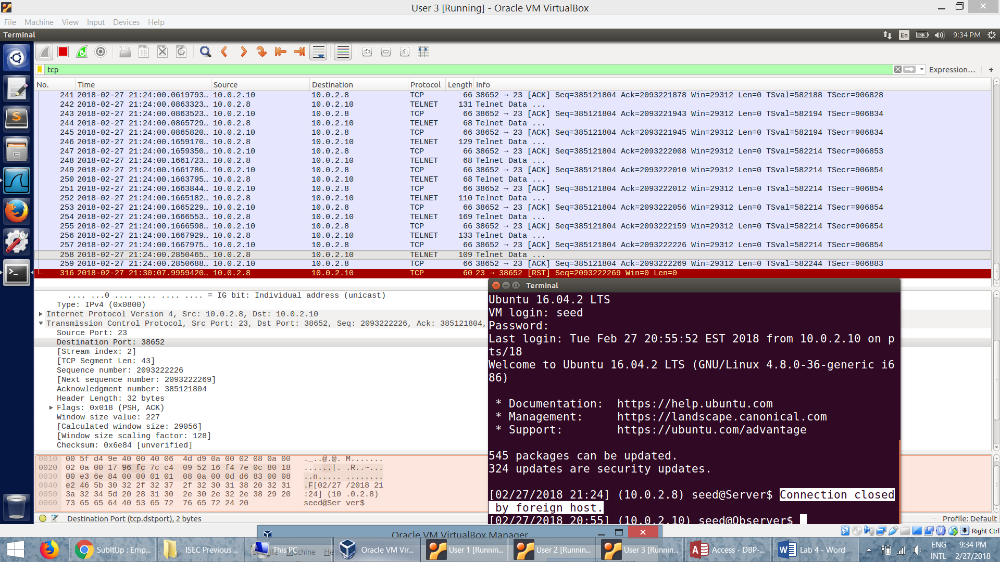 User 3 [Running] - Oracle VM VirtualBox
File Machine View Input Devices Help
Terminal En 9:34 PM
tcp Expression... +
No. Time Source Destination Protocol Length Info
241 2018-02-27 21:24:00.0619793... 10.0.2.10 10.0.2.8 TCP 66 38652 → 23 [ACK] Seq=385121804 Ack=2093221878 Win=29312 Len=0 TSval=582188 TSecr=906828
242 2018-02-27 21:24:00.0863323... 10.0.2.8 10.0.2.10 TELNET 131 Telnet Data ...
243 2018-02-27 21:24:00.0863523... 10.0.2.10 10.0.2.8 TCP 66 38652 → 23 [ACK] Seq=385121804 Ack=2093221943 Win=29312 Len=0 TSval=582194 TSecr=906834
244 2018-02-27 21:24:00.0865729... 10.0.2.8 10.0.2.10 TELNET 68 Telnet Data ...
245 2018-02-27 21:24:00.0865820... 10.0.2.10 10.0.2.8 TCP 66 38652 → 23 [ACK] Seq=385121804 Ack=2093221945 Win=29312 Len=0 TSval=582194 TSecr=906834
246 2018-02-27 21:24:00.1659170... 10.0.2.8 10.0.2.10 TELNET 129 Telnet Data ...
247 2018-02-27 21:24:00.1659350... 10.0.2.10 10.0.2.8 TCP 66 38652 → 23 [ACK] Seq=385121804 Ack=2093222008 Win=29312 Len=0 TSval=582214 TSecr=906853
248 2018-02-27 21:24:00.1661723... 10.0.2.8 10.0.2.10 TELNET 68 Telnet Data ...
249 2018-02-27 21:24:00.1661786... 10.0.2.10 10.0.2.8 TCP 66 38652 → 23 [ACK] Seq=385121804 Ack=2093222010 Win=29312 Len=0 TSval=582214 TSecr=906854
250 2018-02-27 21:24:00.1663795... 10.0.2.8 10.0.2.10 TELNET 68 Telnet Data ...
251 2018-02-27 21:24:00.1663844... 10.0.2.10 10.0.2.8 TCP 66 38652 → 23 [ACK] Seq=385121804 Ack=2093222012 Win=29312 Len=0 TSval=582214 TSecr=906854
252 2018-02-27 21:24:00.1665182... 10.0.2.8 10.0.2.10 TELNET 110 Telnet Data ...
253 2018-02-27 21:24:00.1665229... 10.0.2.10 10.0.2.8 TCP 66 38652 → 23 [ACK] Seq=385121804 Ack=2093222056 Win=29312 Len=0 TSval=582214 TSecr=906854
254 2018-02-27 21:24:00.1666553... 10.0.2.8 10.0.2.10 TELNET 169 Telnet Data ...
255 2018-02-27 21:24:00.1666598... 10.0.2.10 10.0.2.8 TCP 66 38652 → 23 [ACK] Seq=385121804 Ack=2093222159 Win=29312 Len=0 TSval=582214 TSecr=906854
256 2018-02-27 21:24:00.1667929... 10.0.2.8 10.0.2.10 TELNET 133 Telnet Data ...
257 2018-02-27 21:24:00.1667975... 10.0.2.10 10.0.2.8 TCP 66 38652 → 23 [ACK] Seq=385121804 Ack=2093222226 Win=29312 Len=0 TSval=582214 TSecr=906854
258 2018-02-27 21:24:00.2850465... 10.0.2.8 10.0.2.10 TELNET 109 Telnet Data ...
259 2018-02-27 21:24:00.2850688... 10.0.2.10 10.0.2.8 TCP 66 38652 → 23 [ACK] Seq=385121804 Ack=2093222269 Win=29312 Len=0 TSval=582244 TSecr=906883
316 2018-02-27 21:30:07.9959420... 10.0.2.8 10.0.2.10 TCP 60 23 → 38652 [RST] Seq=2093222269 Win=0 Len=0
.... ...0 .... .... .... .... = IG bit: Individual address (unicast)
Type: IPv4 (0x0800)
Internet Protocol Version 4, Src: 10.0.2.8, Dst: 10.0.2.10
Transmission Control Protocol, Src Port: 23, Dst Port: 38652, Seq: 2093222226, Ack: 385121804,
Source Port: 23
Destination Port: 38652
[Stream index: 2]
[TCP Segment Len: 43]
Sequence number: 2093222226
[Next sequence number: 2093222269]
Acknowledgment number: 385121804
Header Length: 32 bytes
Flags: 0x018 (PSH, ACK)
Window size value: 227
[Calculated window size: 29056]
[Window size scaling factor: 128]
Checksum: 0x6e84 [unverified]
0010 00 5f d4 9e 40 00 40 06 4d d9 0a 00 02 08 0a 00 ._..@.@. M.......
0020 02 0a 00 17 96 fc 7c c4 09 52 16 f4 7e 0c 80 18 ......|. .R..~...
0030 00 e3 6e 84 00 00 01 01 08 0a 00 0d d6 83 00 08 ..n..... ........
0040 e2 46 5b 30 32 2f 32 37 2f 32 30 31 38 20 32 31 .F[02/27 /2018 21
0050 3a 32 34 5d 20 28 31 30 2e 30 2e 32 2e 38 29 20 :24] (10 .0.2.8)
0060 73 65 65 64 40 53 65 72 76 65 72 24 20 seed@Ser ver$
Destination Port (tcp.dstport), 2 bytes Profile: Default
Terminal
Ubuntu 16.04.2 LTS
VM login: seed
Password:
Last login: Tue Feb 27 20:55:52 EST 2018 from 10.0.2.10 on p
ts/18
Welcome to Ubuntu 16.04.2 LTS (GNU/Linux 4.8.0-36-generic i6
86)
* Documentation: https://help.ubuntu.com
* Management: https://landscape.canonical.com
* Support: https://ubuntu.com/advantage
545 packages can be updated.
324 updates are security updates.
[02/27/2018 21:24] (10.0.2.8) seed@Server$ Connection closed
by foreign host.
[02/27/2018 20:55] (10.0.2.10) seed@Observer$
Oracle VM VirtualBox Manager
Right Ctrl
SubItUp : Emp... ISEC Previous ... This PC Machine Oracle VM Vir... User 1 [Runnin... User 2 [Runnin... User 3 [Runnin... Access - DBP-... Lab 4 - Word
ENG 9:34 PM
INTL 2/27/2018